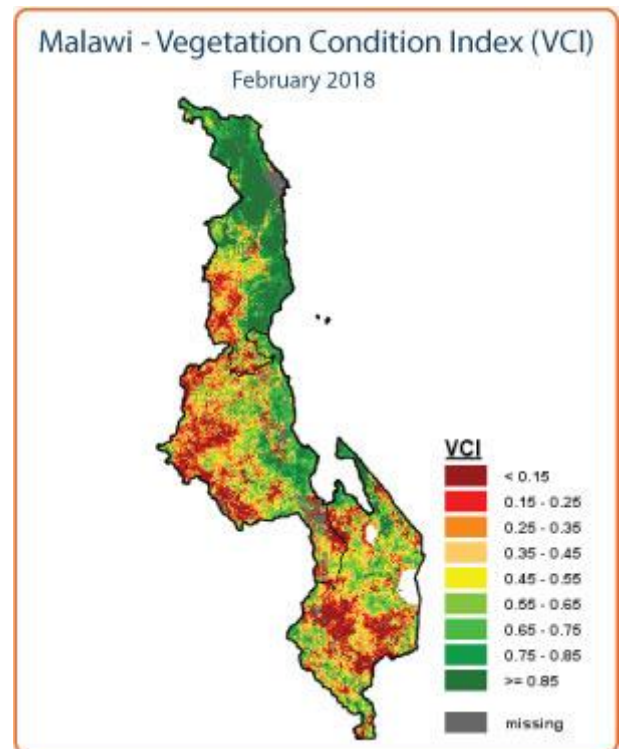 Malawi - Vegetation Condition Index (VCI)
February 2018
VCI
< 0.15
0.15 - 0.25
0.25 - 0.35
0.35 - 0.45
0.45 - 0.55
0.55 - 0.65
0.65 - 0.75
0.75 - 0.85
>= 0.85
missing